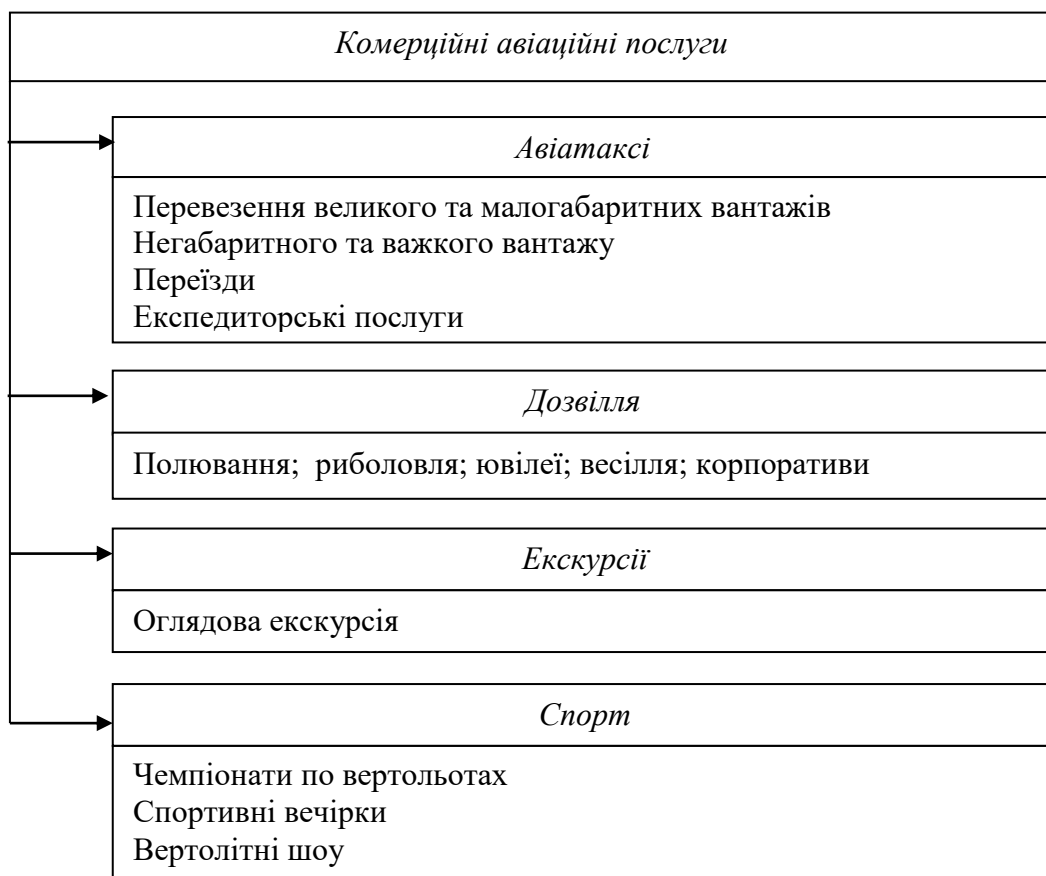 Комерційні авіаційні послуги
Авіатаксі
Перевезення великого та малогабаритних вантажів
Негабаритного та важкого вантажу
Переїзди
Експедиторські послуги
Дозвілля
Полювання;  риболовля; ювілеї; весілля; корпоративи
Екскурсії
Оглядова екскурсія
Спорт
Чемпіонати по вертольотах
Спортивні вечірки
Вертолітні шоу